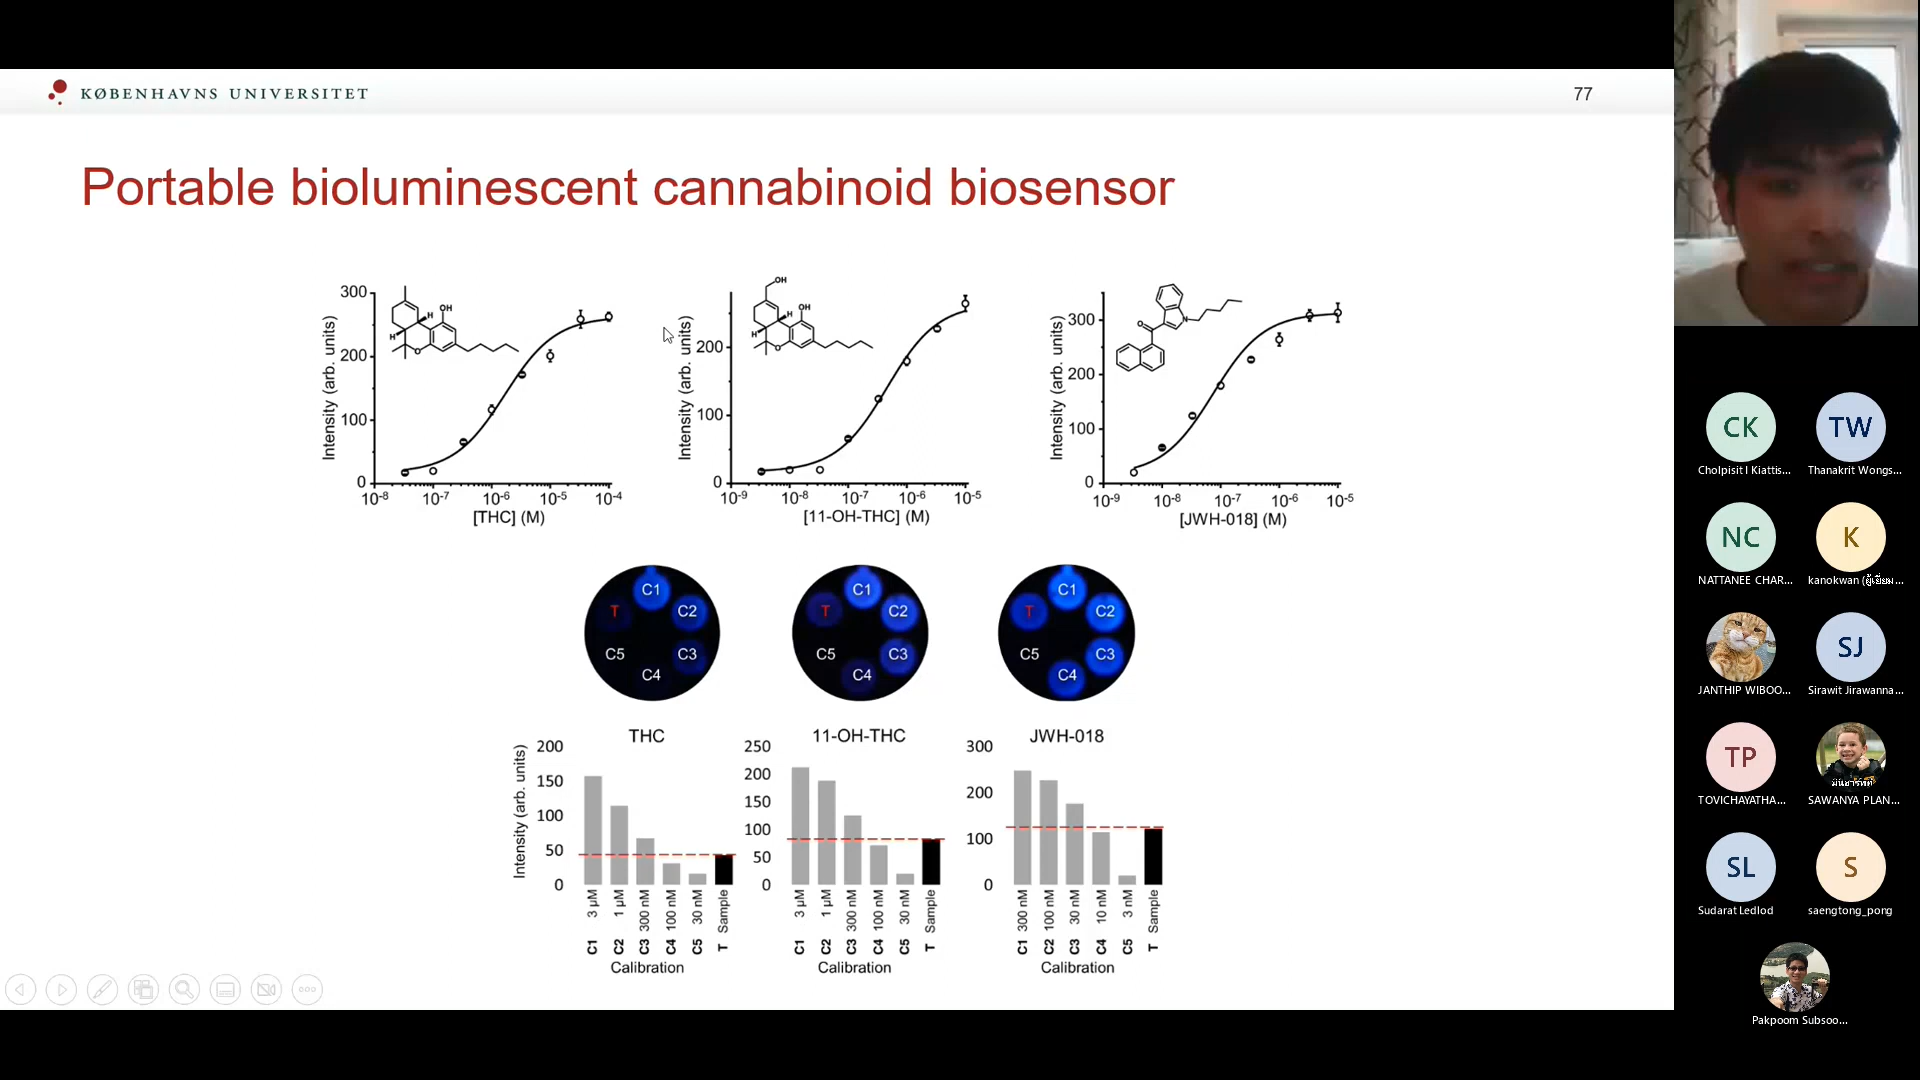 KØBENHAVNS UNIVERSITET
77
Portable bioluminescent cannabinoid biosensor
Intensity (arb. units)
300
200
100
0
10-8 10-7 10-6 10-5 10-4
[THC] (M)
OH
H
H
O
Intensity (arb. units)
200
100
0
10-9 10-8 10-7 10-6 10-5
[11-OH-THC] (M)
OH
OH
H
H
O
Intensity (arb. units)
300
200
100
0
10-9 10-8 10-7 10-6 10-5
[JWH-018] (M)
O
N
C1
T C2
C5 C3
C4
C1
T C2
C5 C3
C4
C1
T C2
C5 C3
C4
THC
Intensity (arb. units)
200
150
100
50
0
C1 3 µM
C2 1 µM
C3 300 nM
C4 100 nM
C5 30 nM
T Sample
Calibration
11-OH-THC
250
200
150
100
50
0
C1 3 µM
C2 1 µM
C3 300 nM
C4 100 nM
C5 30 nM
T Sample
Calibration
JWH-018
300
200
100
0
C1 300 nM
C2 100 nM
C3 30 nM
C4 10 nM
C5 3 nM
T Sample
Calibration
CK
Cholpisit I Kiattis...
TW
Thanakrit Wongs...
NC
NATTANEE CHAR...
K
kanokwan (ผู้เยี่ยม...
JANTHIP WIBOO...
SJ
Sirawit Jirawanna...
TP
TOVICHAYATHA...
SAWANYA PLAN...
SL
Sudarat Ledlod
S
saengtong_pong
Pakpoom Subsoo...